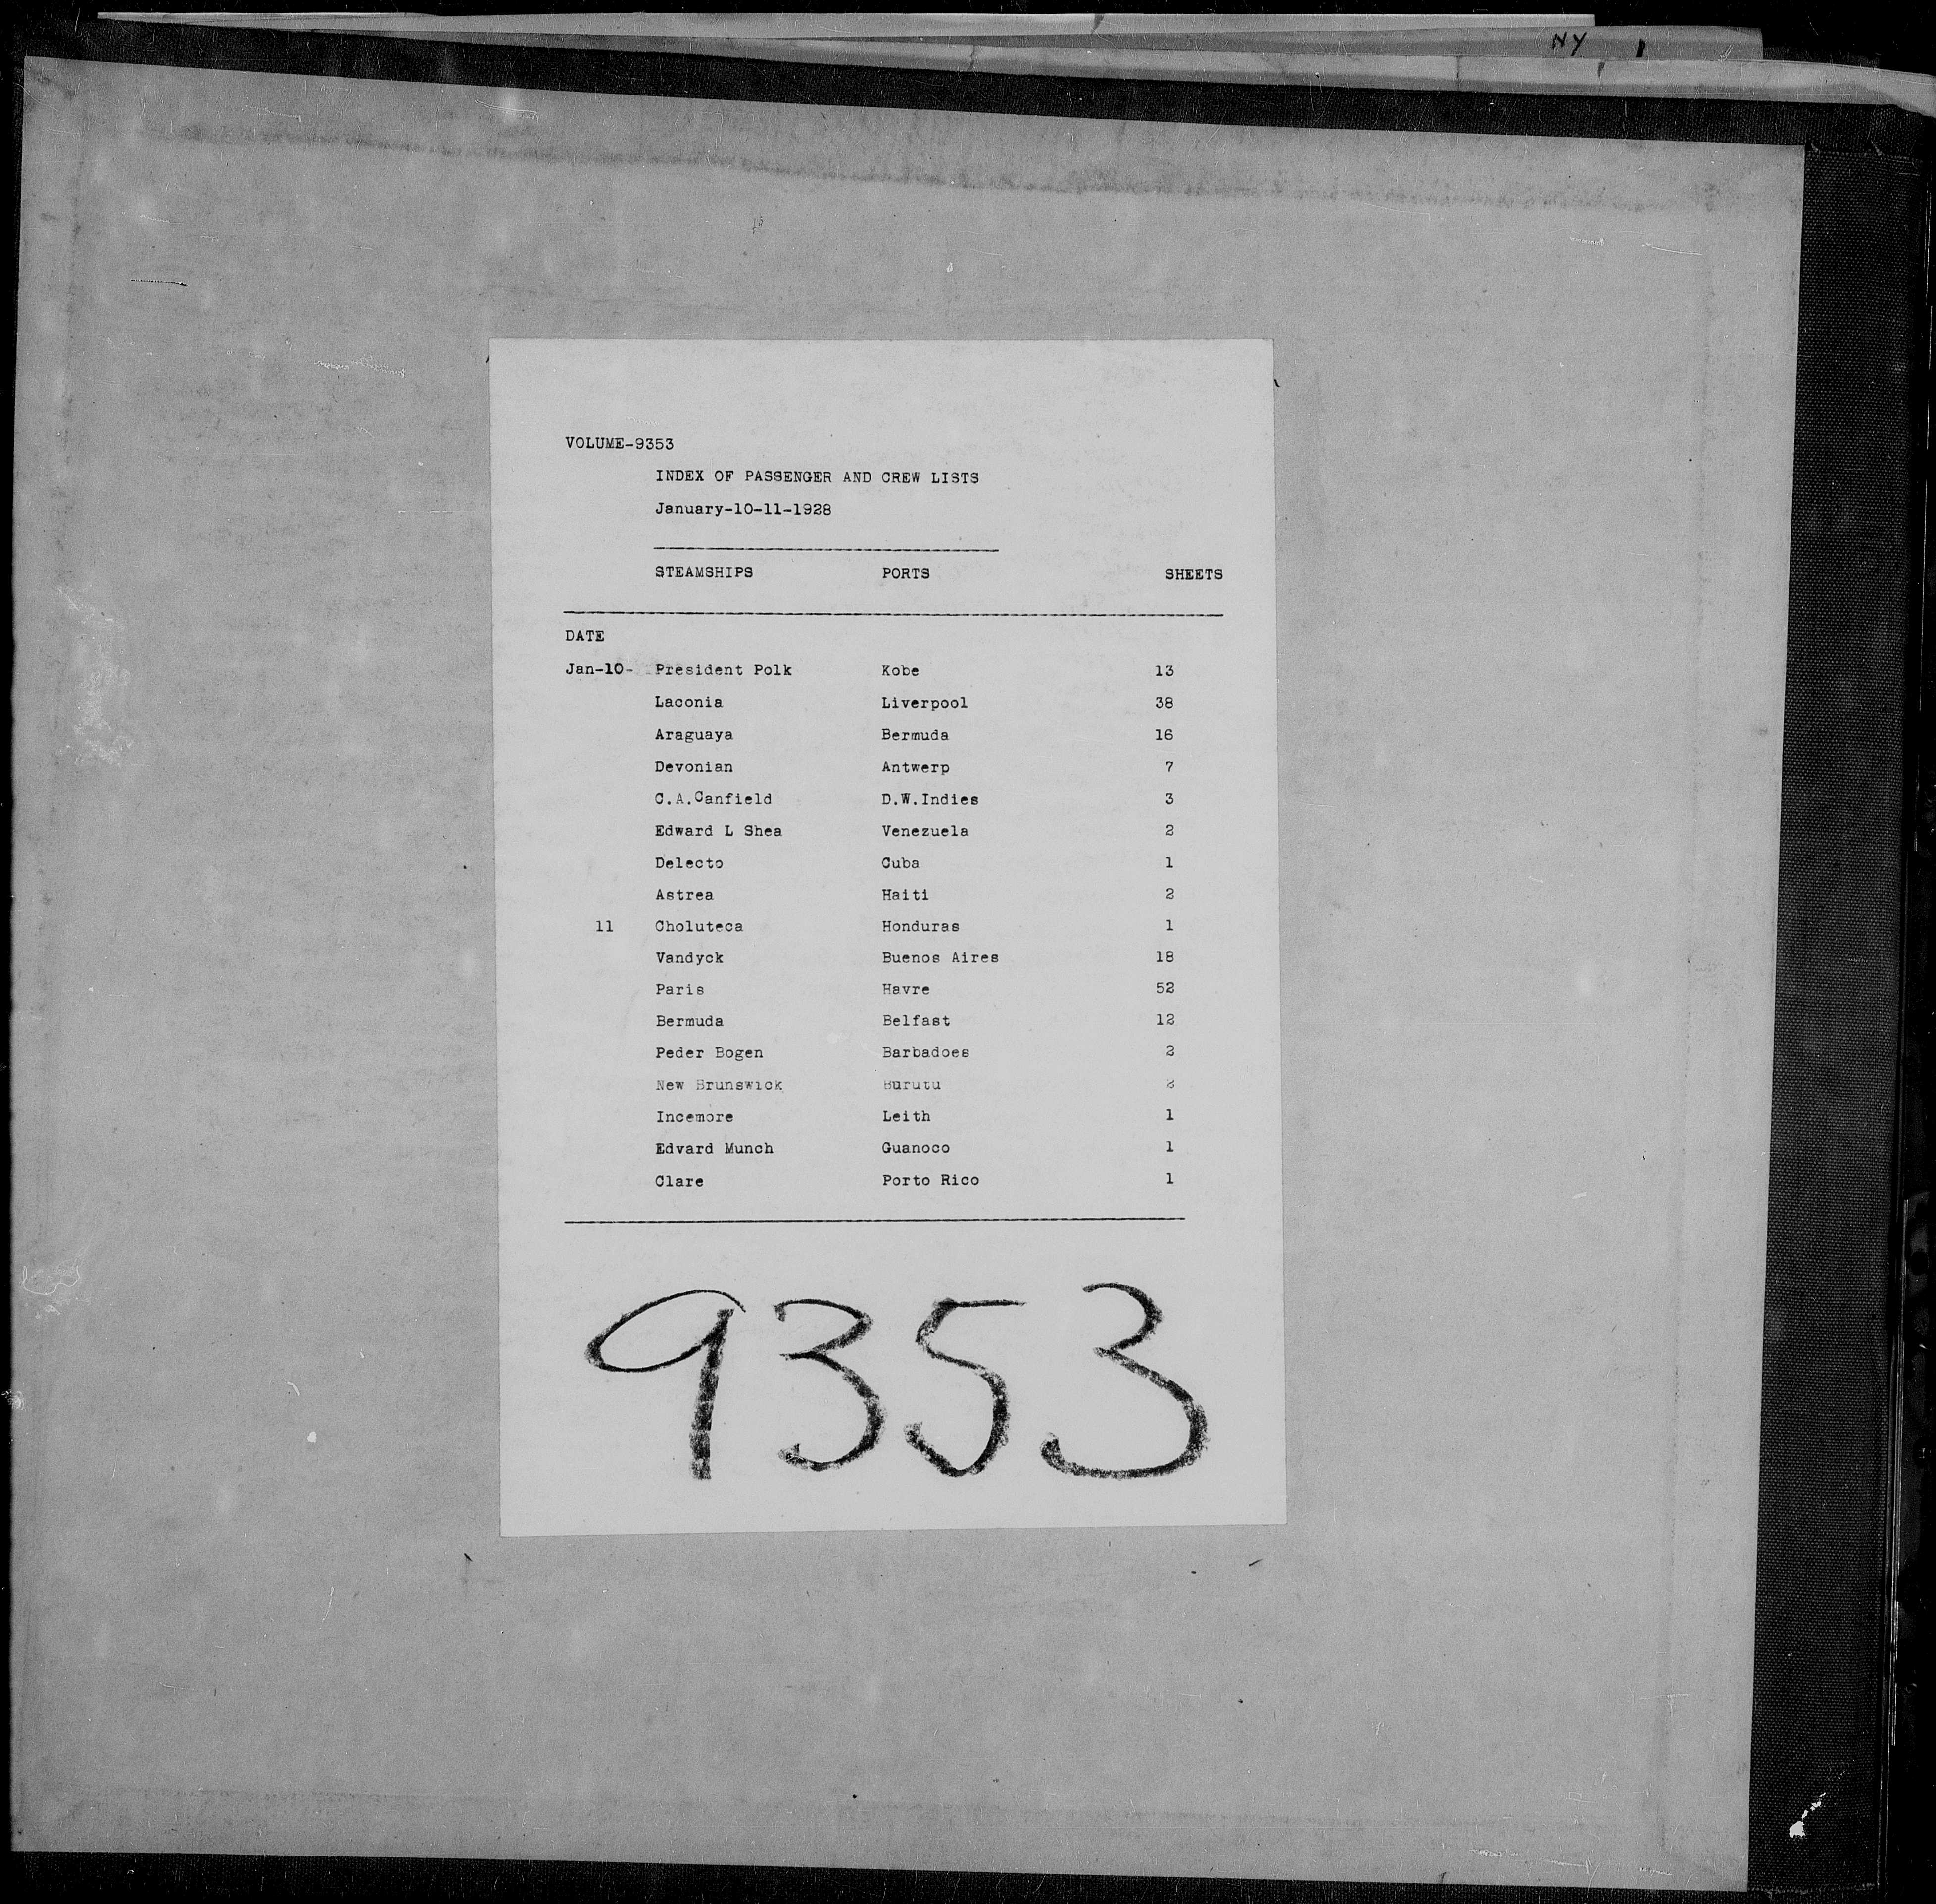 NY 1
VOLUME-9353
INDEX OF PASSENGER AND CREW LISTS
January-10-11-1928
STEAMSHIPS PORTS SHEETS
DATE
Jan-10- President Polk Kobe 13
Laconia Liverpool 38
Araguaya Bermuda 16
Devonian Antwerp 7
C.A.Canfield D.W.Indies 3
Edward L Shea Venezuela 2
Delecto Cuba 1
Astrea Haiti 2
11 Choluteca Honduras 1
Vandyck Buenos Aires 18
Paris Havre 52
Bermuda Belfast 12
Peder Bogen Barbadoes 2
New Brunswick Burutu
Incemore Leith 1
Edvard Munch Guanoco 1
Clare Porto Rico 1
9353